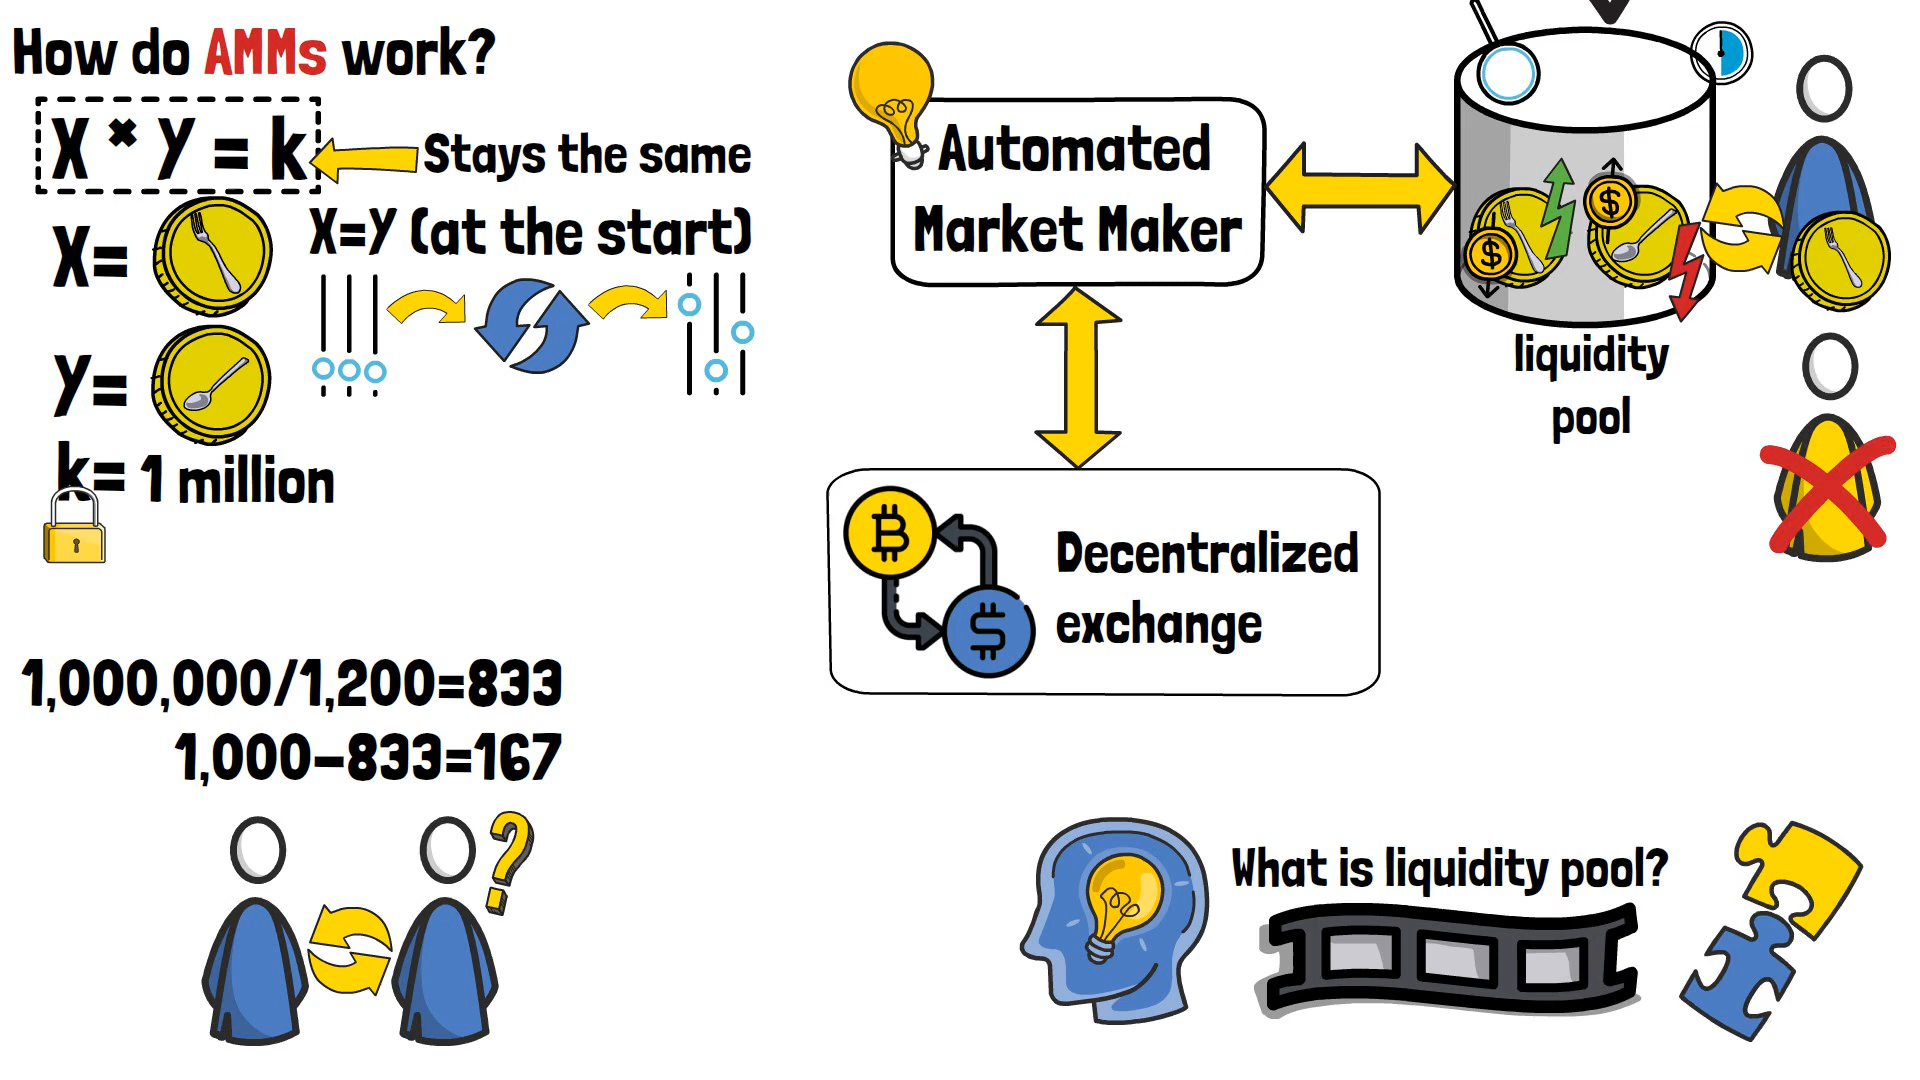 How do AMMs work?
X * Y = k
Stays the same
X=
X=Y (at the start)
Y=
k= 1 million
1,000,000/1,200=833
1,000-833=167
?
Automated
Market Maker
$
$
liquidity
pool
B
$
Decentralized
exchange
What is liquidity pool?